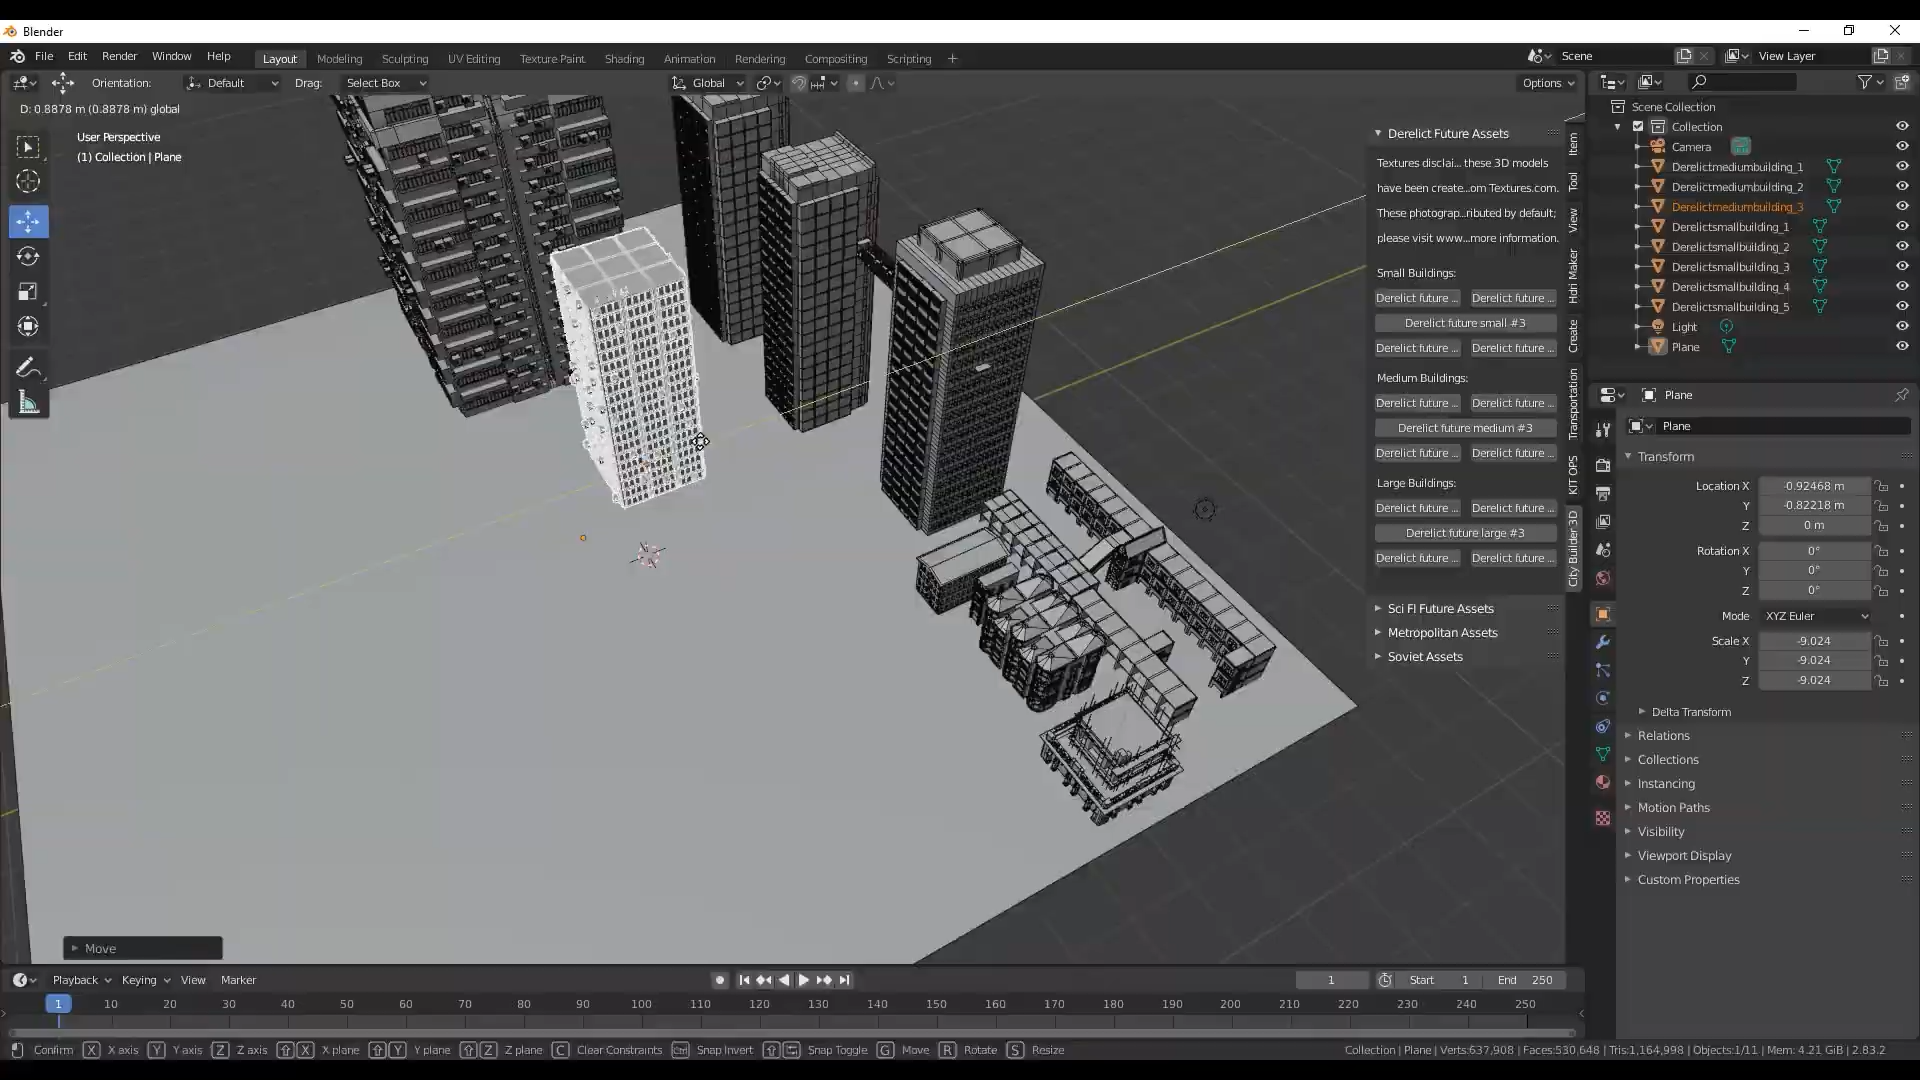 Blender
File Edit Render Window Help Layout Modeling Sculpting UV Editing Texture Paint Shading Animation Rendering Compositing Scripting + Scene View Layer
Orientation: Default Drag: Select Box Global Options
D: 0.8878 m (0.8878 m) global
User Perspective
(1) Collection | Plane
Derelict Future Assets
Textures disclai... these 3D models
have been create...om Textures.com.
These photograp...ributed by default;
please visit www...more information.
Small Buildings:
Derelict future ... Derelict future ...
Derelict future small #3
Derelict future ... Derelict future ...
Medium Buildings:
Derelict future ... Derelict future ...
Derelict future medium #3
Derelict future ... Derelict future ...
Large Buildings:
Derelict future ... Derelict future ...
Derelict future large #3
Derelict future ... Derelict future ...
Sci FI Future Assets
Metropolitan Assets
Soviet Assets
Item
Tool
View
Hdri Maker
Create
Transportation
KIT OPS
City Builder 3D
Scene Collection
Collection
Camera
Derelictmediumbuilding_1
Derelictmediumbuilding_2
Derelictmediumbuilding_3
Derelictsmallbuilding_1
Derelictsmallbuilding_2
Derelictsmallbuilding_3
Derelictsmallbuilding_4
Derelictsmallbuilding_5
Light
Plane
Plane
Plane
Transform
Location X -0.92468 m
Y -0.82218 m
Z 0 m
Rotation X 0°
Y 0°
Z 0°
Mode XYZ Euler
Scale X -9.024
Y -9.024
Z -9.024
Delta Transform
Relations
Collections
Instancing
Motion Paths
Visibility
Viewport Display
Custom Properties
Move
Playback Keying View Marker 1 Start 1 End 250
1 10 20 30 40 50 60 70 80 90 100 110 120 130 140 150 160 170 180 190 200 210 220 230 240 250
Confirm X X axis Y Y axis Z Z axis X X plane Y Y plane Z Z plane C Clear Constraints Ctrl Snap Invert Snap Toggle G Move R Rotate S Resize Collection | Plane | Verts:637,908 | Faces:530,648 | Tris:1,164,998 | Objects:1/11 | Mem: 4.21 GiB | 2.83.2